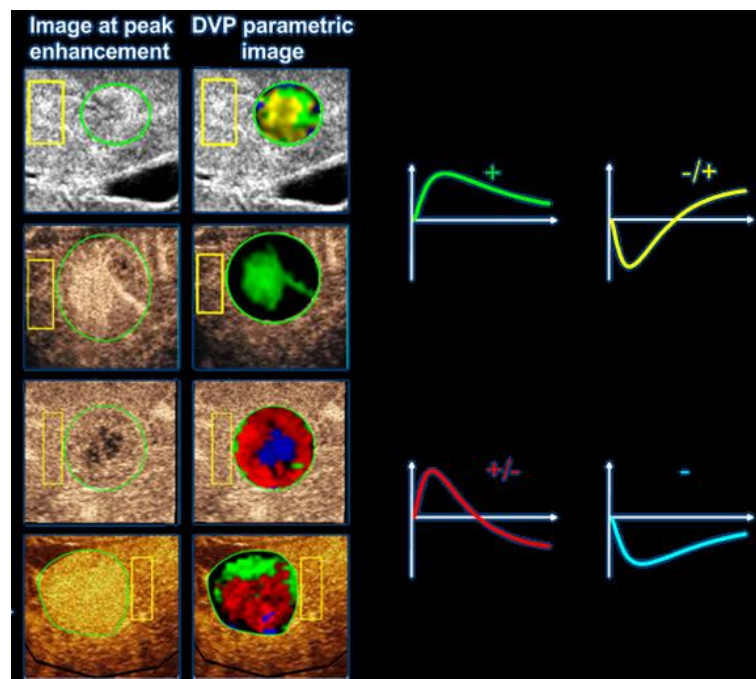 Image at peak
enhancement
DVP parametric
image
+
-/+
+/-
-